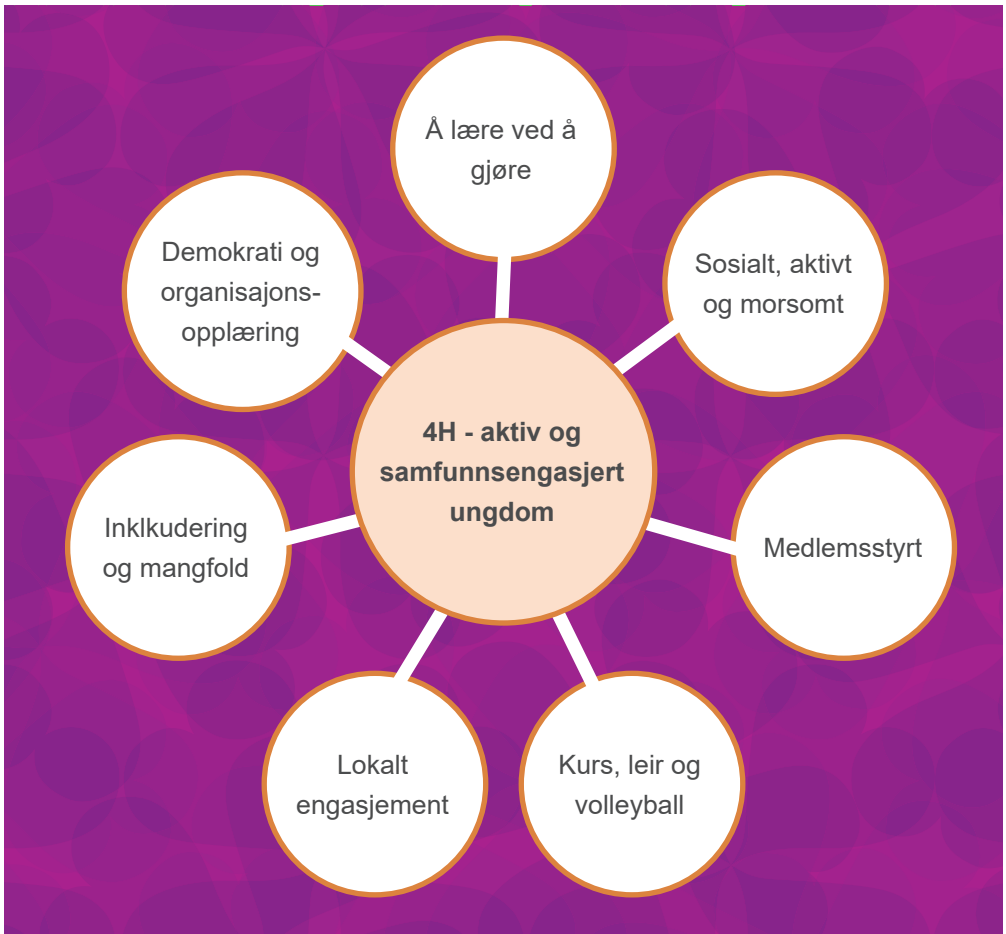 Å lære ved å
gjøre
Sosialt, aktivt
og morsomt
Medlemsstyrt
Kurs, leir og
volleyball
Lokalt
engasjement
Inklkudering
og mangfold
Demokrati og
organisajons-
opplæring
4H - aktiv og
samfunnsengasjert
ungdom